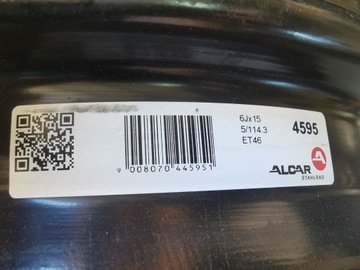 6Jx15
5/114.3
ET46
4595
9 008070 445951
ALCAR
STAHLRAD